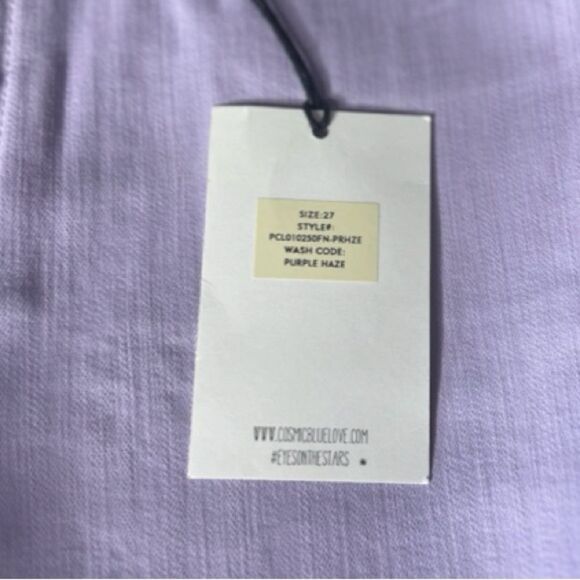 SIZE:27
STYLE#:
PCL010250FN-PRHZE
WASH CODE:
PURPLE HAZE
WWW.COSMICBLUELOVE.COM
#EYESONTHESTARS